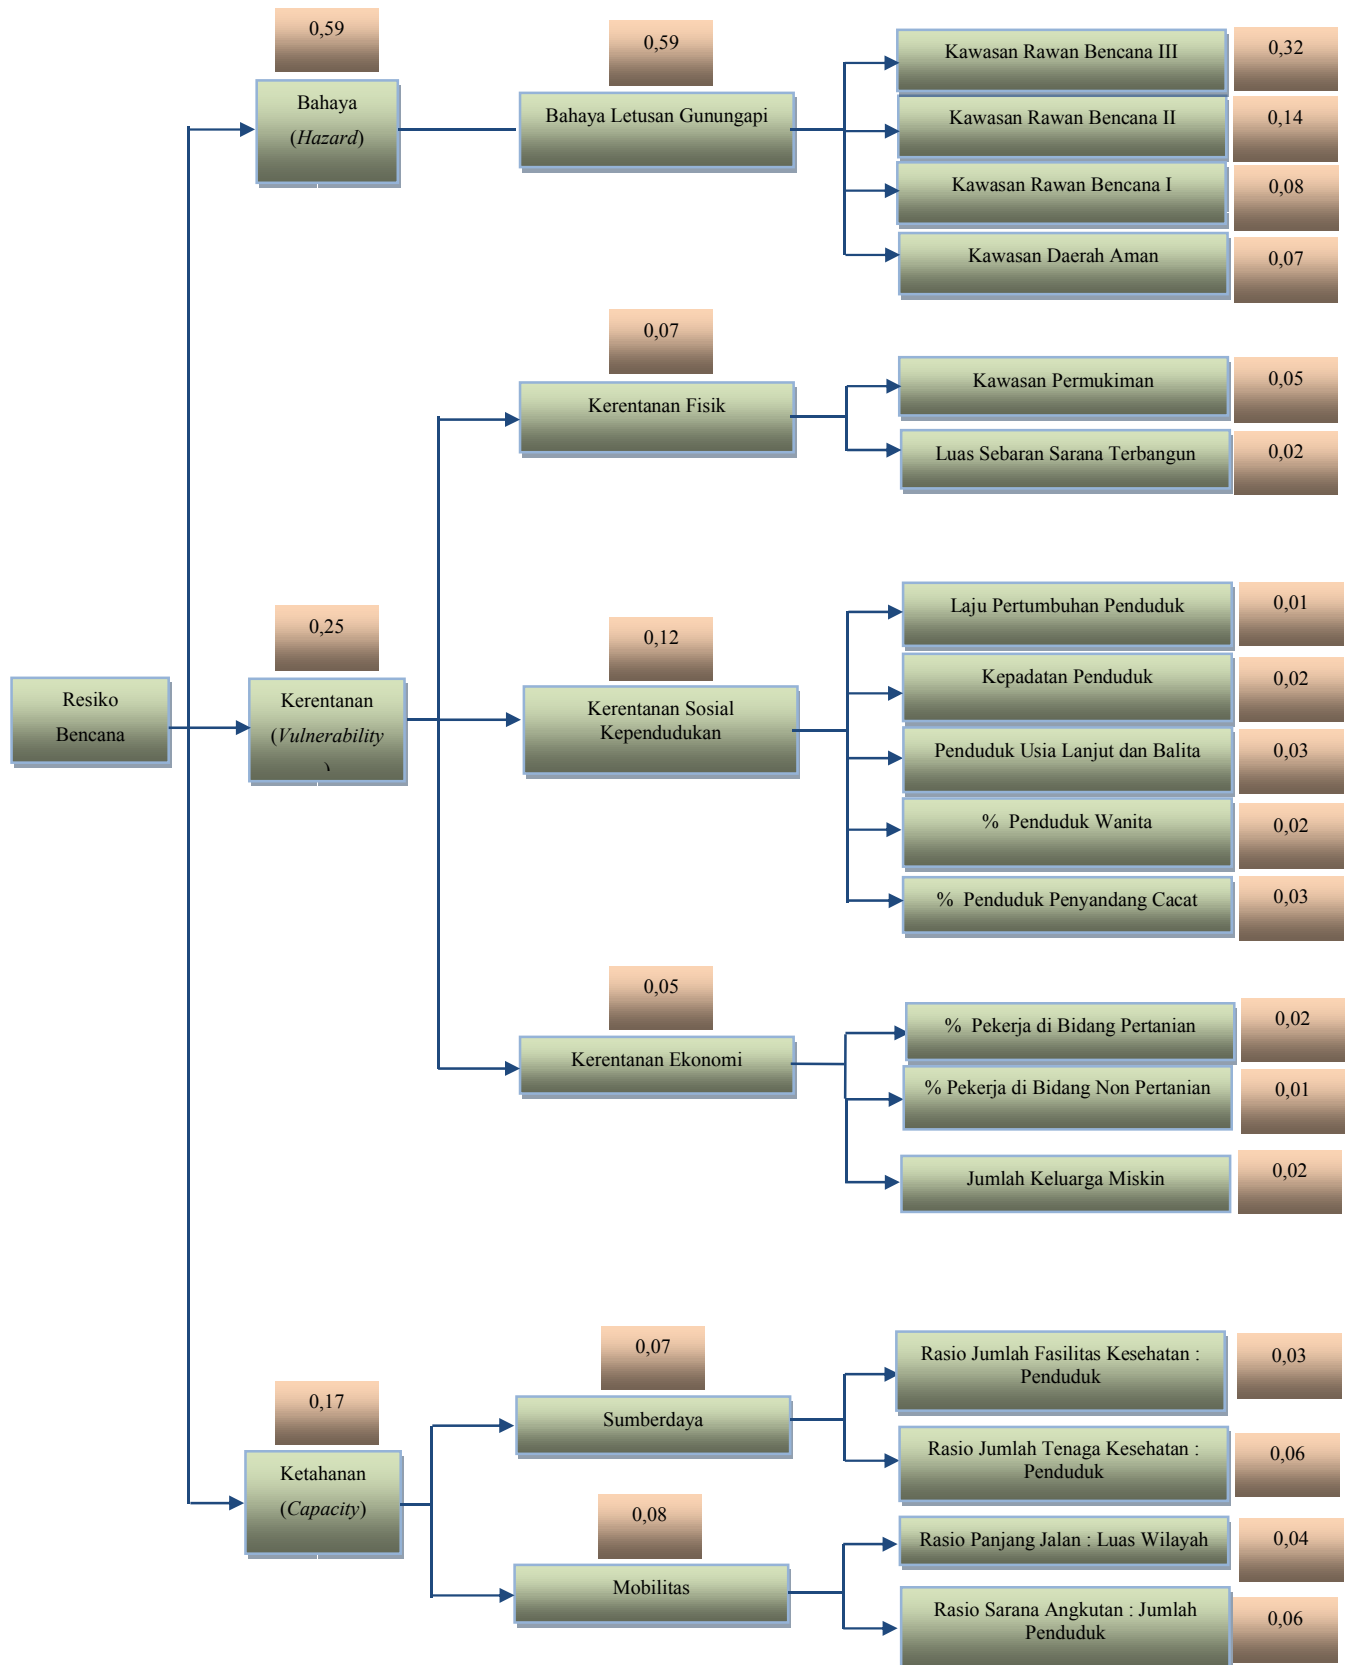 0,59
0,59
Kawasan Rawan Bencana III
0,32
Bahaya
(Hazard)
Bahaya Letusan Gunungapi
Kawasan Rawan Bencana II
0,14
Kawasan Rawan Bencana I
0,08
Kawasan Daerah Aman
0,07
0,07
Kerentanan Fisik
Kawasan Permukiman
0,05
Luas Sebaran Sarana Terbangun
0,02
Resiko
Bencana
0,25
Kerentanan
(Vulnerability
)
0,12
Kerentanan Sosial
Kependudukan
Laju Pertumbuhan Penduduk
0,01
Kepadatan Penduduk
0,02
Penduduk Usia Lanjut dan Balita
0,03
% Penduduk Wanita
0,02
% Penduduk Penyandang Cacat
0,03
0,05
Kerentanan Ekonomi
% Pekerja di Bidang Pertanian
0,02
% Pekerja di Bidang Non Pertanian
0,01
Jumlah Keluarga Miskin
0,02
0,17
Ketahanan
(Capacity)
0,07
Sumberdaya
Rasio Jumlah Fasilitas Kesehatan :
Penduduk
0,03
Rasio Jumlah Tenaga Kesehatan :
Penduduk
0,06
0,08
Mobilitas
Rasio Panjang Jalan : Luas Wilayah
0,04
Rasio Sarana Angkutan : Jumlah
Penduduk
0,06